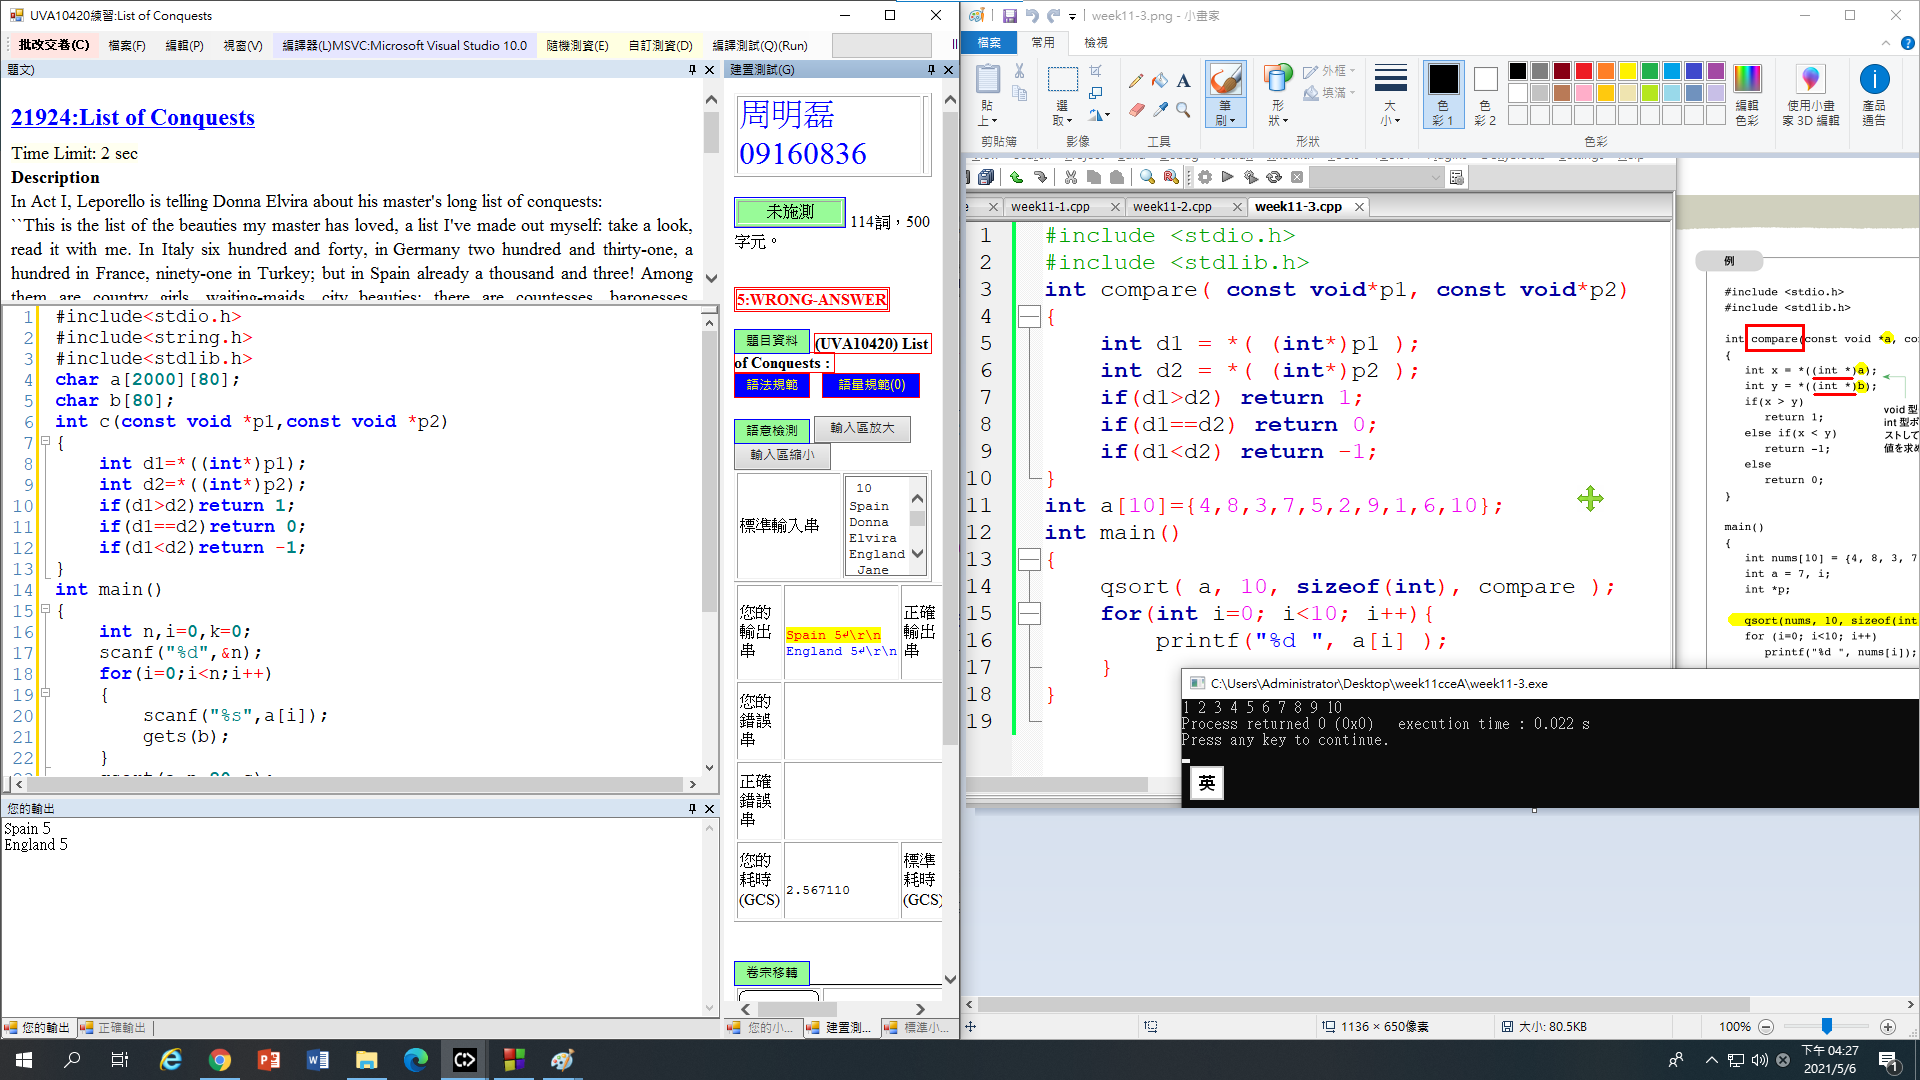 UVA10420練習:List of Conquests
批改交卷(C) 檔案(F) 編輯(P) 視窗(V) 編譯器(L)MSVC:Microsoft Visual Studio 10.0 隨機測資(E) 自訂測資(D) 編譯測試(Q)(Run)
題文)
21924:List of Conquests
Time Limit: 2 sec
Description
In Act I, Leporello is telling Donna Elvira about his master's long list of conquests:
``This is the list of the beauties my master has loved, a list I've made out myself: take a look,
read it with me. In Italy six hundred and forty, in Germany two hundred and thirty-one, a
hundred in France, ninety-one in Turkey; but in Spain already a thousand and three! Among
them are country girls, waiting-maids, city beauties; there are countesses, baronesses,
1 #include<stdio.h>
2 #include<string.h>
3 #include<stdlib.h>
4 char a[2000][80];
5 char b[80];
6 int c(const void *p1,const void *p2)
7 {
8 int d1=*((int*)p1);
9 int d2=*((int*)p2);
10 if(d1>d2)return 1;
11 if(d1==d2)return 0;
12 if(d1<d2)return -1;
13 }
14 int main()
15 {
16 int n,i=0,k=0;
17 scanf("%d",&n);
18 for(i=0;i<n;i++)
19 {
20 scanf("%s",a[i]);
21 gets(b);
22 }
您的輸出
Spain 5
England 5
您的輸出 正確輸出
建置測試(G)
周明磊
09160836
未施測 114詞，500
字元。
5:WRONG-ANSWER
題目資料 (UVA10420) List
of Conquests :
語法規範 語量規範(0)
語意檢測 輸入區放大
輸入區縮小
標準輸入串
10
Spain
Donna
Elvira
England
Jane
您的
輸出
串
Spain 5↲\r\n
England 5↲\r\n
正確
輸出
串
您的
錯誤
串
正確
錯誤
串
您的
耗時
(GCS)
2.567110
標準
耗時
(GCS)
卷宗移轉
您的小... 建置測... 標準小...
week11-3.png - 小畫家
檔案 常用 檢視
貼
上
剪貼簿
選
取
影像
工具
筆
刷
形
狀
外框
填滿
形狀
大
小
色
彩 1
色
彩 2
編輯
色彩
色彩
使用小畫
家 3D 編輯
產品
通告
week11-1.cpp week11-2.cpp week11-3.cpp
1 #include <stdio.h>
2 #include <stdlib.h>
3 int compare( const void*p1, const void*p2)
4 {
5 int d1 = *( (int*)p1 );
6 int d2 = *( (int*)p2 );
7 if(d1>d2) return 1;
8 if(d1==d2) return 0;
9 if(d1<d2) return -1;
10 }
11 int a[10]={4,8,3,7,5,2,9,1,6,10};
12 int main()
13 {
14 qsort( a, 10, sizeof(int), compare );
15 for(int i=0; i<10; i++){
16 printf("%d ", a[i] );
17 }
18 }
19
例
#include <stdio.h>
#include <stdlib.h>
int compare(const void *a, co
{
int x = *((int *)a);
int y = *((int *)b);
if(x > y)
return 1;
else if(x < y)
return -1;
else
return 0;
}
void 型
int 型ポ
ストして
値を求め
main()
{
int nums[10] = {4, 8, 3, 7
int a = 7, i;
int *p;
qsort(nums, 10, sizeof(int
for (i=0; i<10; i++)
printf("%d ", nums[i]);
C:\Users\Administrator\Desktop\week11cceA\week11-3.exe
1 2 3 4 5 6 7 8 9 10
Process returned 0 (0x0) execution time : 0.022 s
Press any key to continue.
英
1136 × 650像素 大小: 80.5KB 100%
下午 04:27
2021/5/6